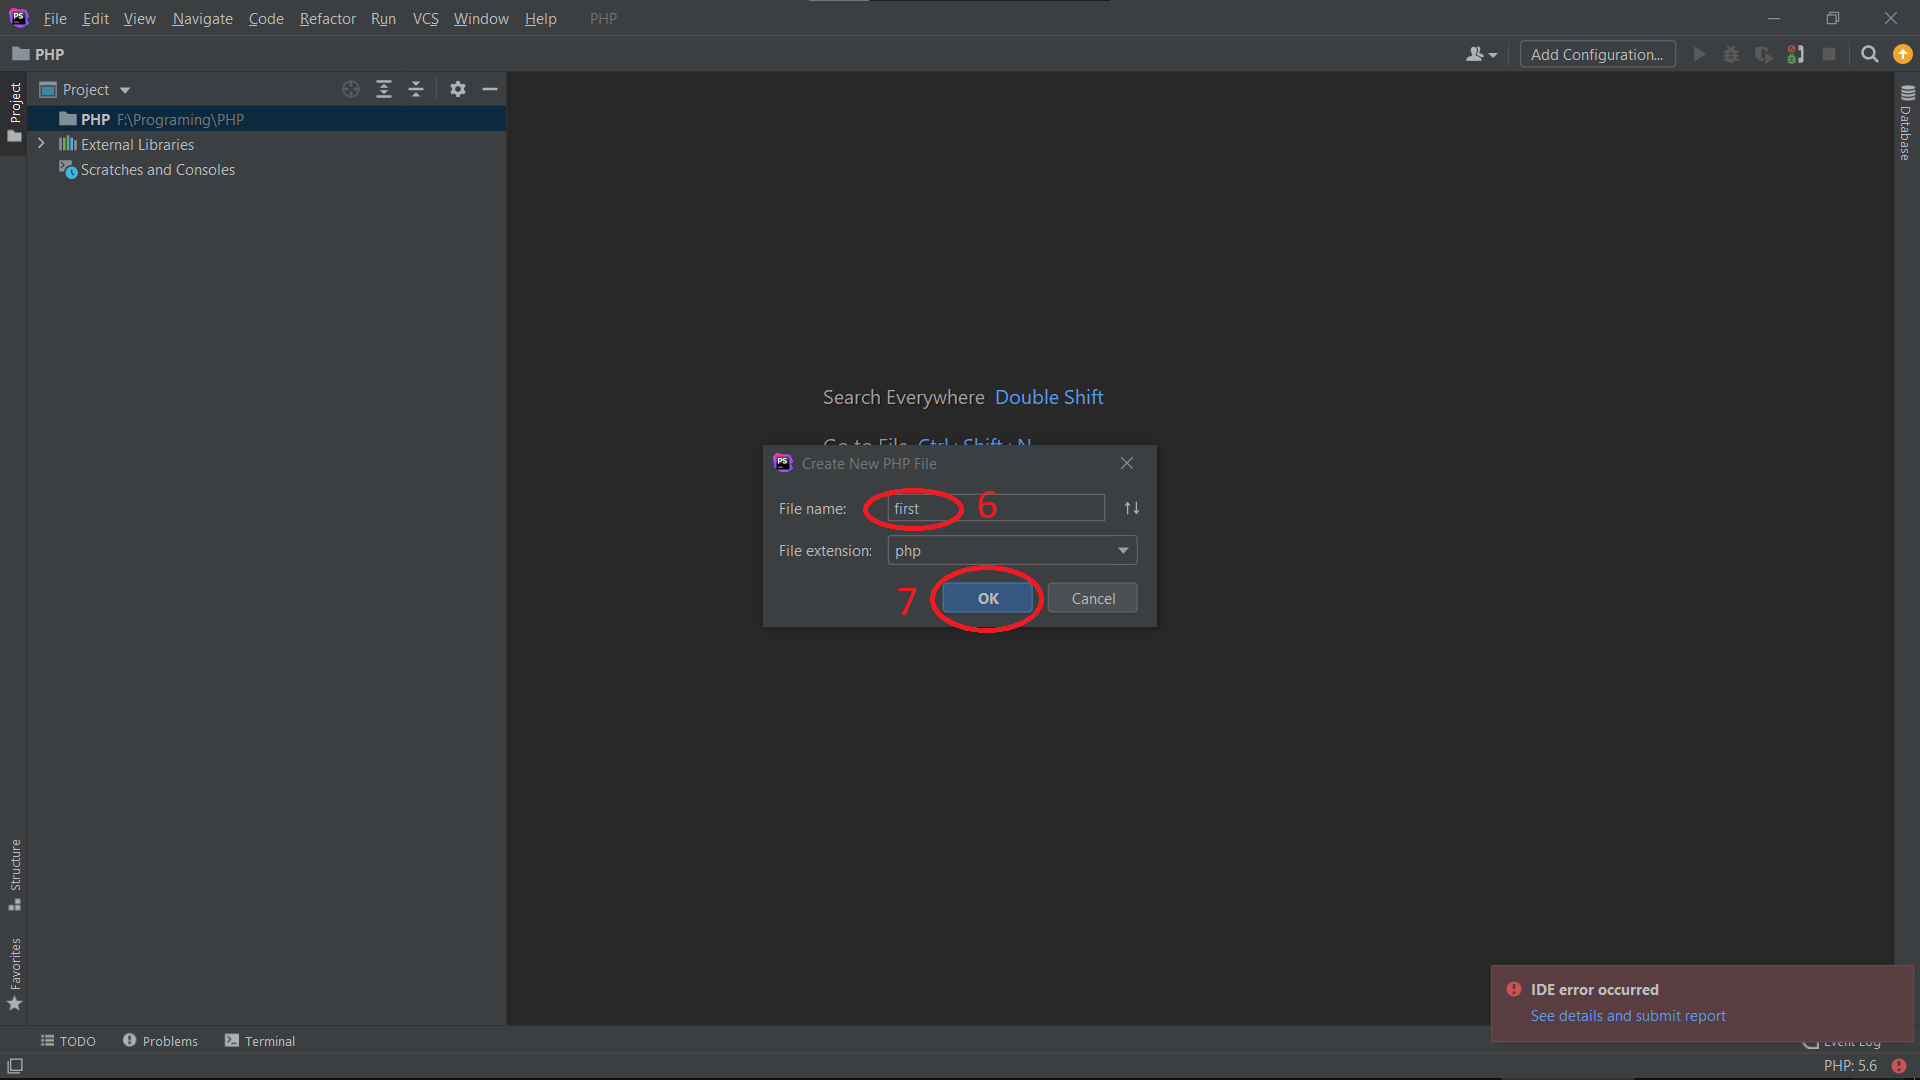 File Edit View Navigate Code Refactor Run VCS Window Help PHP
PHP
Add Configuration...
Project
Project
PHP F:\Programing\PHP
External Libraries
Scratches and Consoles
Database
Search Everywhere Double Shift
Go to File Ctrl+Shift+N
PS Create New PHP File
File name: first 6
File extension: php
7 OK Cancel
Structure
Favorites
IDE error occurred
See details and submit report
TODO Problems Terminal
Event Log
PHP: 5.6